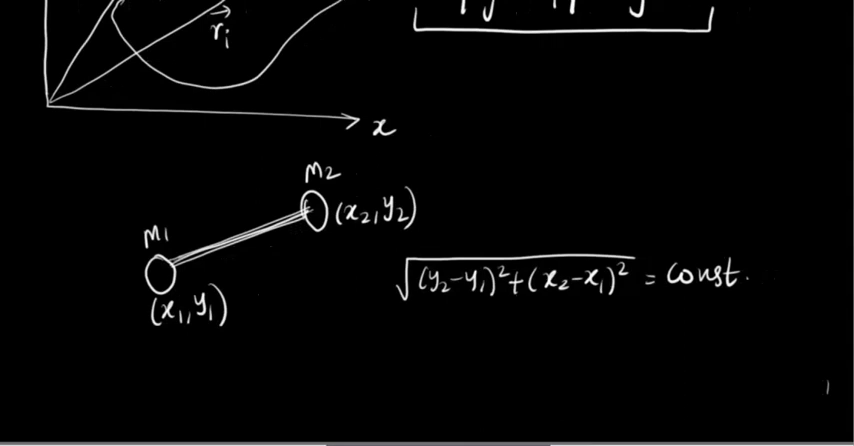 r⃗i
x
M2
(x2,y2)
M1
(x1,y1)
√((y2-y1)²+(x2-x1)²) = const.